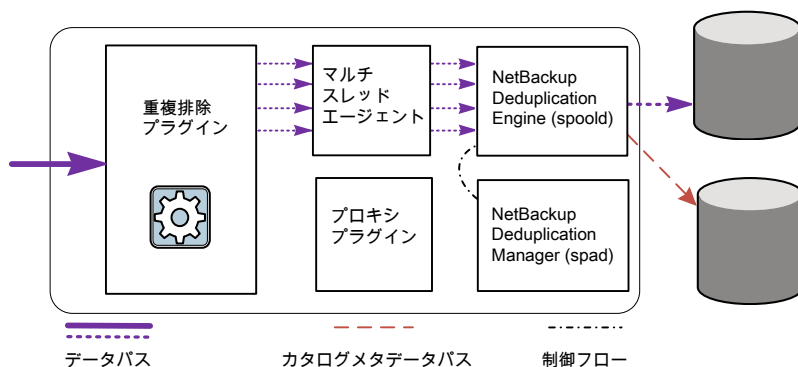 重複排除
プラグイン
マルチ
スレッド
エージェント
NetBackup
Deduplication
Engine (spoold)
プロキシ
プラグイン
NetBackup
Deduplication
Manager (spad)
データパス
カタログメタデータパス
制御フロー